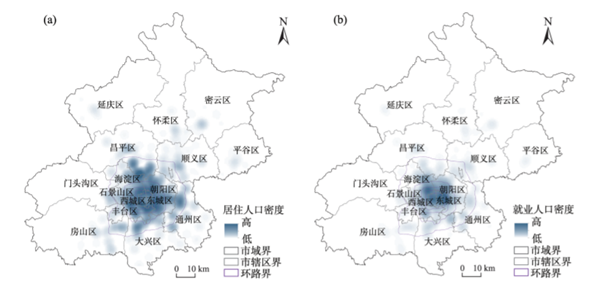 (a)
N
延庆区
怀柔区
密云区
昌平区
顺义区
平谷区
门头沟区
海淀区
石景山区
朝阳区
西城区
东城区
丰台区
通州区
房山区
大兴区
居住人口密度
高
低
市域界
市辖区界
环路界
0 10 km
(b)
N
延庆区
怀柔区
密云区
昌平区
顺义区
平谷区
门头沟区
海淀区
石景山区
朝阳区
西城区
东城区
丰台区
通州区
房山区
大兴区
就业人口密度
高
低
市域界
市辖区界
环路界
0 10 km